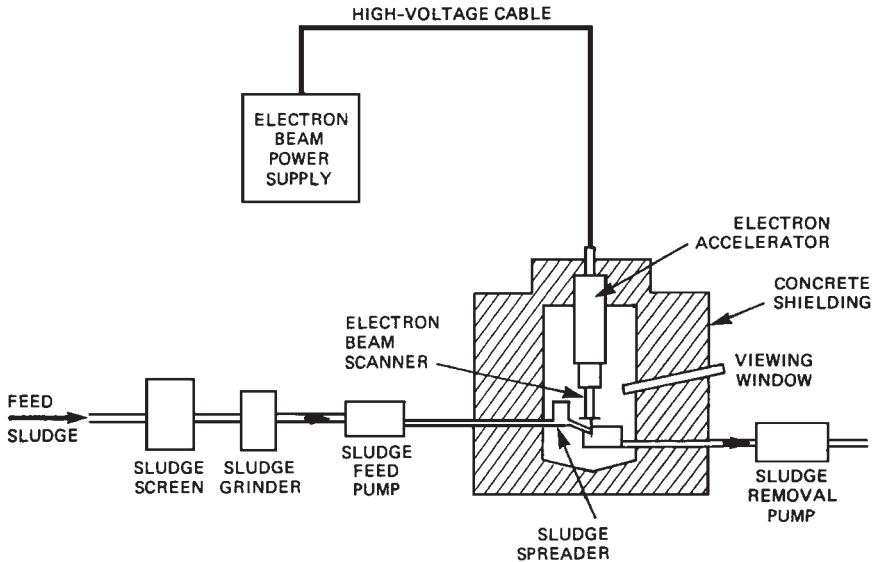 HIGH-VOLTAGE CABLE
ELECTRON
BEAM
POWER
SUPPLY
ELECTRON
ACCELERATOR
CONCRETE
SHIELDING
ELECTRON
BEAM
SCANNER
VIEWING
WINDOW
FEED
SLUDGE
SLUDGE
SCREEN
SLUDGE
GRINDER
SLUDGE
FEED
PUMP
SLUDGE
SPREADER
SLUDGE
REMOVAL
PUMP